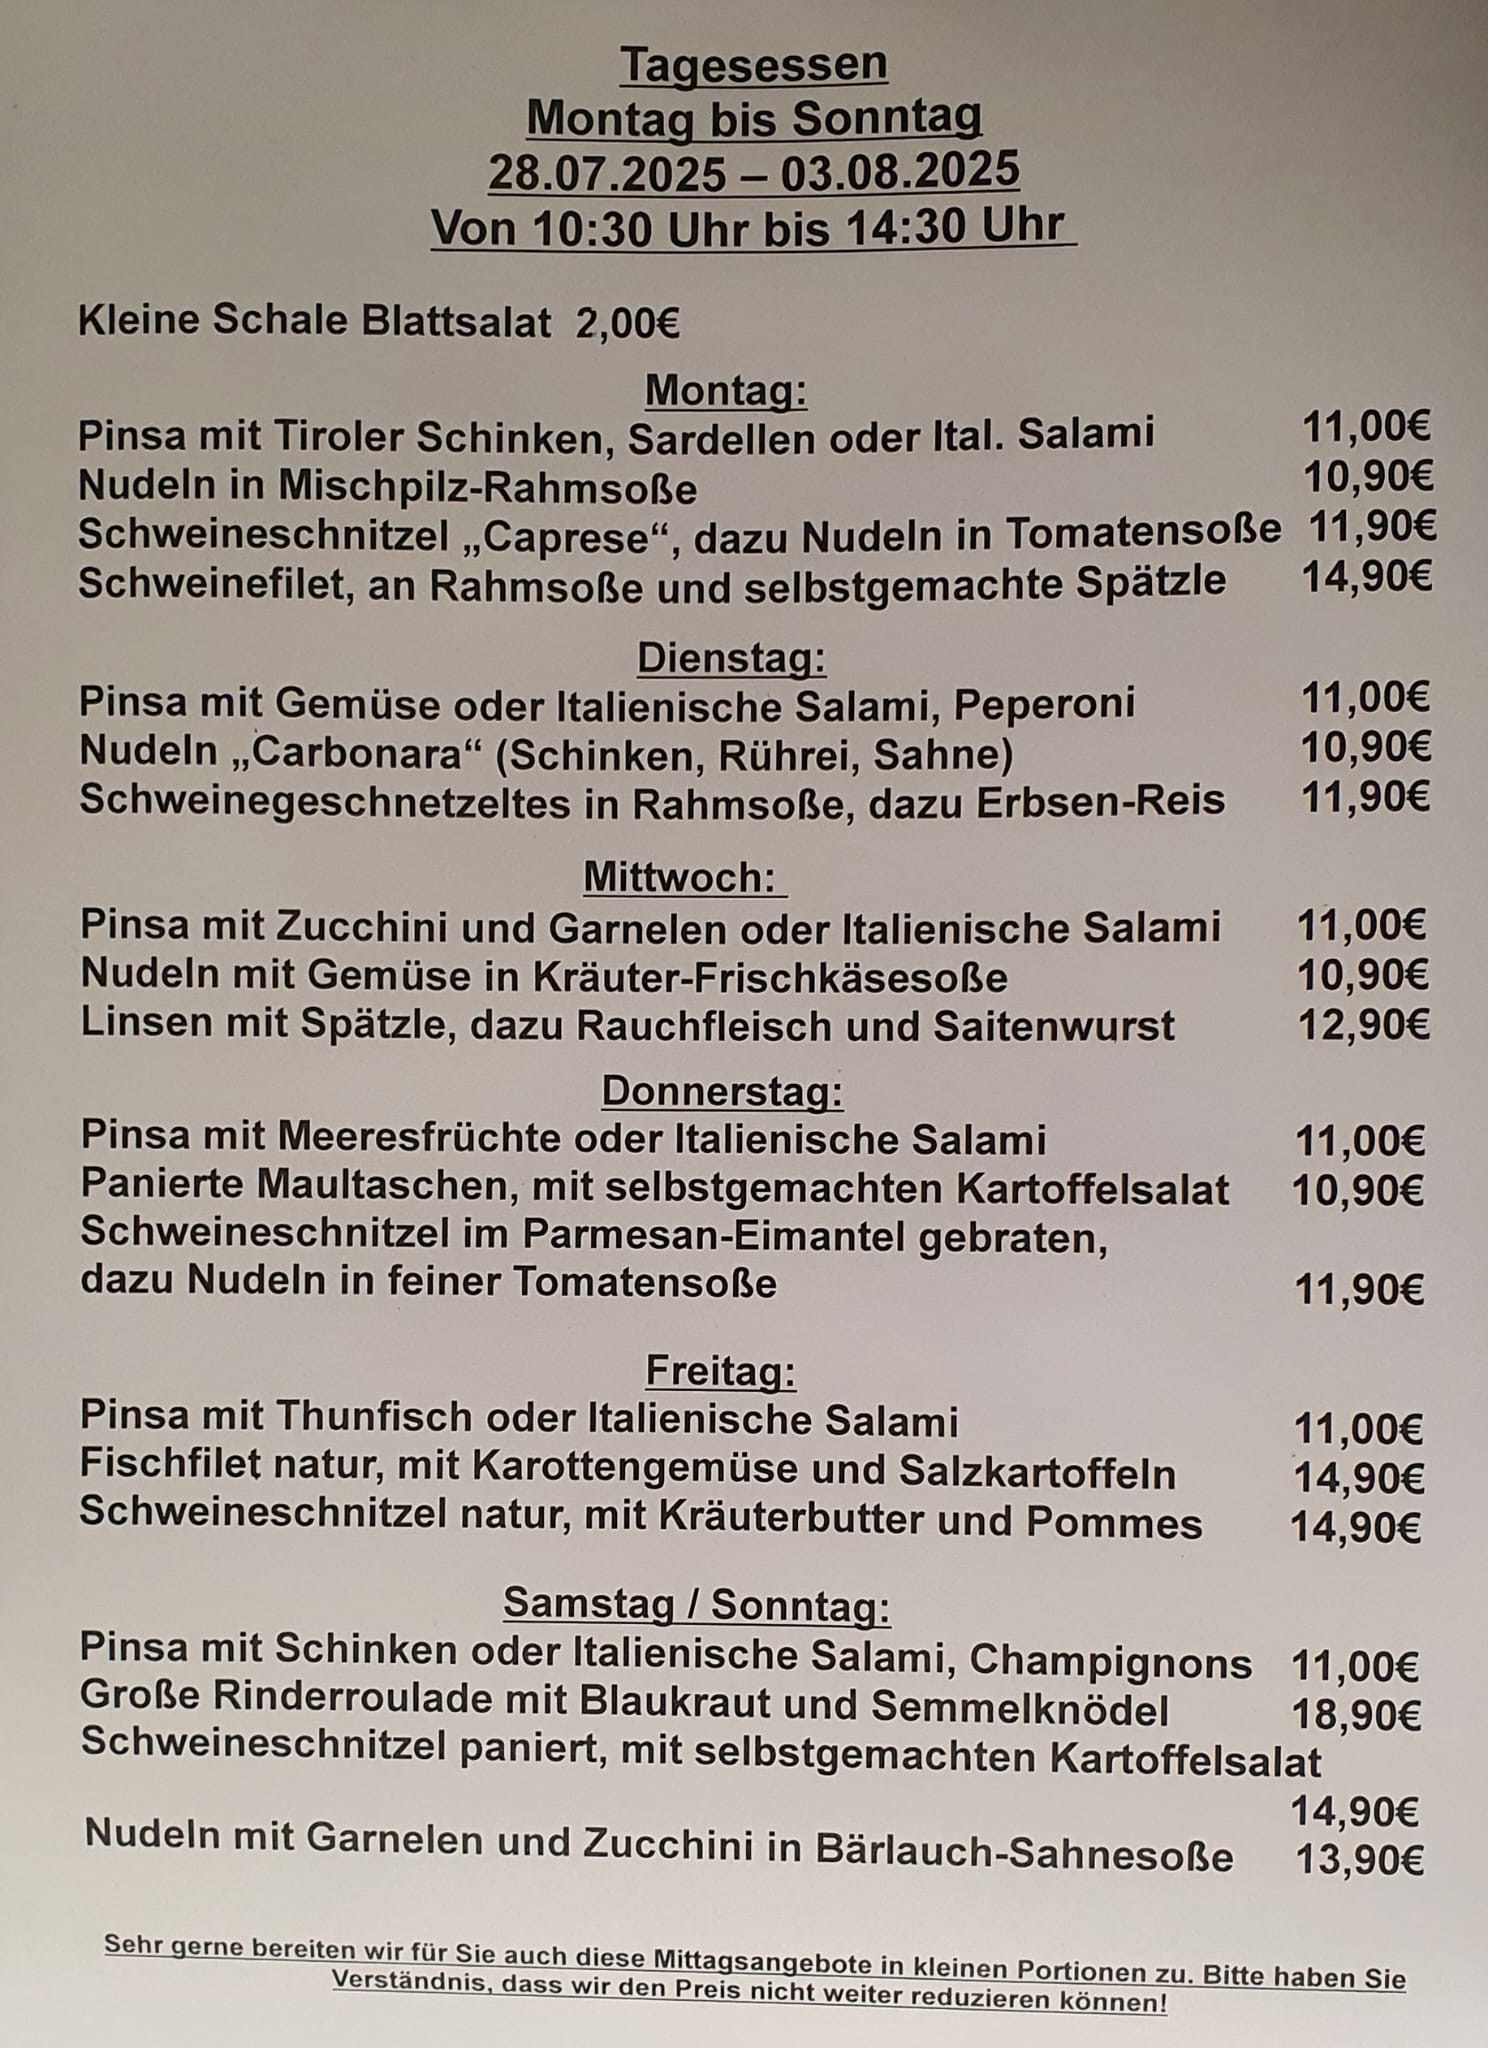 Tagesessen
Montag bis Sonntag
28.07.2025 – 03.08.2025
Von 10:30 Uhr bis 14:30 Uhr
Kleine Schale Blattsalat 2,00€
Montag:
Pinsa mit Tiroler Schinken, Sardellen oder Ital. Salami 11,00€
Nudeln in Mischpilz-Rahmsoße 10,90€
Schweineschnitzel „Caprese“, dazu Nudeln in Tomatensoße 11,90€
Schweinefilet, an Rahmsoße und selbstgemachte Spätzle 14,90€
Dienstag:
Pinsa mit Gemüse oder Italienische Salami, Peperoni 11,00€
Nudeln „Carbonara“ (Schinken, Rührei, Sahne) 10,90€
Schweinegeschnetzeltes in Rahmsoße, dazu Erbsen-Reis 11,90€
Mittwoch:
Pinsa mit Zucchini und Garnelen oder Italienische Salami 11,00€
Nudeln mit Gemüse in Kräuter-Frischkäsesoße 10,90€
Linsen mit Spätzle, dazu Rauchfleisch und Saitenwurst 12,90€
Donnerstag:
Pinsa mit Meeresfrüchte oder Italienische Salami 11,00€
Panierte Maultaschen, mit selbstgemachten Kartoffelsalat 10,90€
Schweineschnitzel im Parmesan-Eimantel gebraten,
dazu Nudeln in feiner Tomatensoße 11,90€
Freitag:
Pinsa mit Thunfisch oder Italienische Salami 11,00€
Fischfilet natur, mit Karottengemüse und Salzkartoffeln 14,90€
Schweineschnitzel natur, mit Kräuterbutter und Pommes 14,90€
Samstag / Sonntag:
Pinsa mit Schinken oder Italienische Salami, Champignons 11,00€
Große Rinderroulade mit Blaukraut und Semmelknödel 18,90€
Schweineschnitzel paniert, mit selbstgemachten Kartoffelsalat
14,90€
Nudeln mit Garnelen und Zucchini in Bärlauch-Sahnesoße 13,90€
Sehr gerne bereiten wir für Sie auch diese Mittagsangebote in kleinen Portionen zu. Bitte haben Sie
Verständnis, dass wir den Preis nicht weiter reduzieren können!